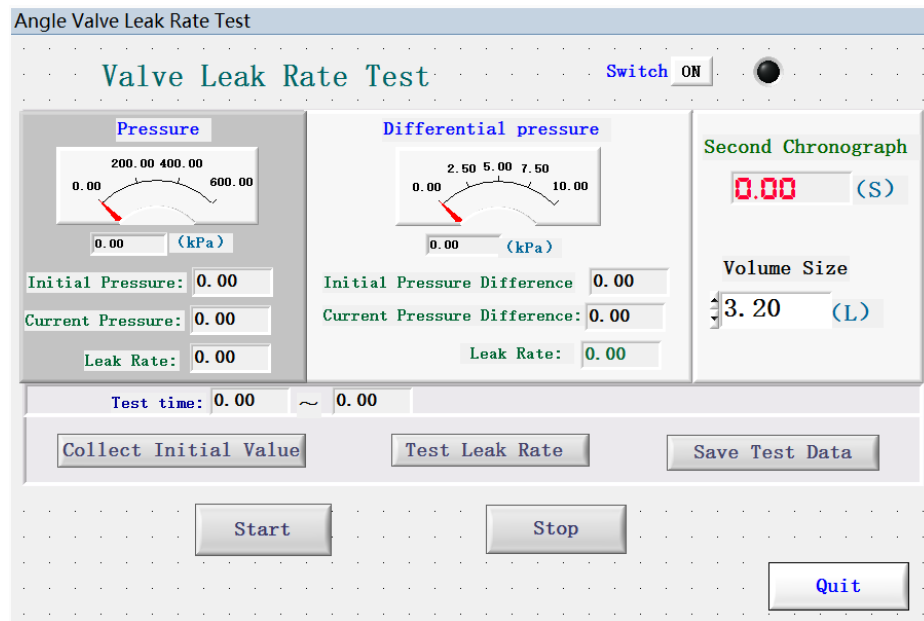 Angle Valve Leak Rate Test
Valve Leak Rate Test
Switch ON
Pressure
200.00 400.00
0.00 600.00
0.00 (kPa)
Initial Pressure: 0.00
Current Pressure: 0.00
Leak Rate: 0.00
Differential pressure
2.50 5.00 7.50
0.00 10.00
0.00 (kPa)
Initial Pressure Difference 0.00
Current Pressure Difference: 0.00
Leak Rate: 0.00
Second Chronograph
0.00 (S)
Volume Size
3.20 (L)
Test time: 0.00 ~ 0.00
Collect Initial Value
Test Leak Rate
Save Test Data
Start
Stop
Quit